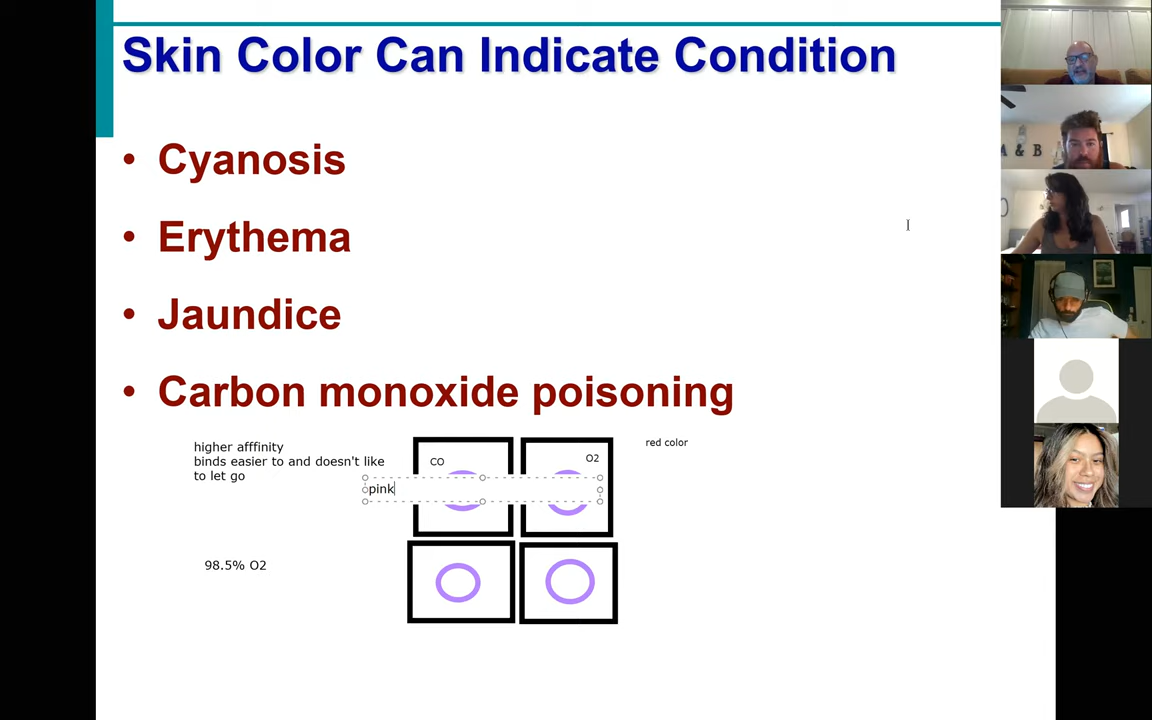 Skin Color Can Indicate Condition
• Cyanosis
• Erythema
• Jaundice
• Carbon monoxide poisoning
higher afffinity
binds easier to and doesn't like
to let go
CO
O2
red color
pink
98.5% O2
A & B